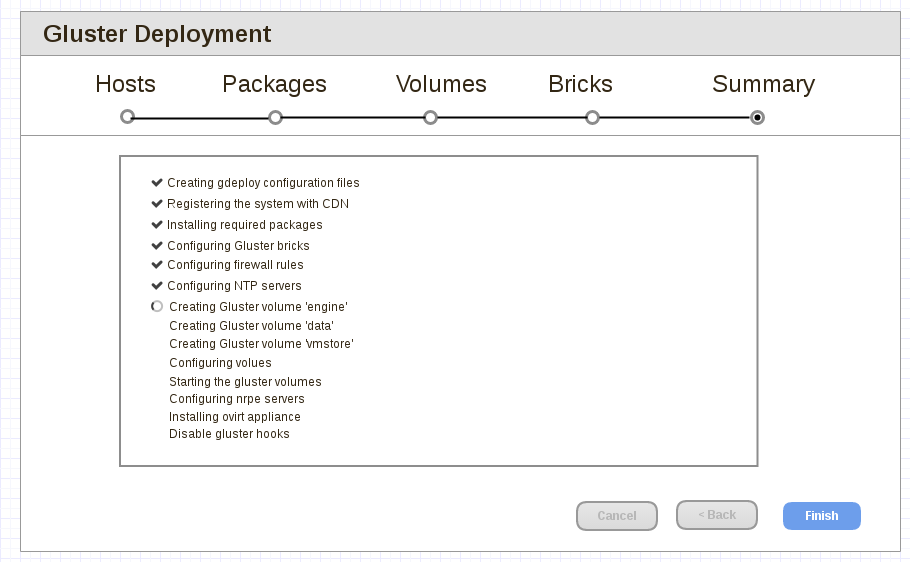 Gluster Deployment
Hosts Packages Volumes Bricks Summary
Creating gdeploy configuration files
Registering the system with CDN
Installing required packages
Configuring Gluster bricks
Configuring firewall rules
Configuring NTP servers
Creating Gluster volume 'engine'
Creating Gluster volume 'data'
Creating Gluster volume 'vmstore'
Configuring volues
Starting the gluster volumes
Configuring nrpe servers
Installing ovirt appliance
Disable gluster hooks
Cancel < Back Finish